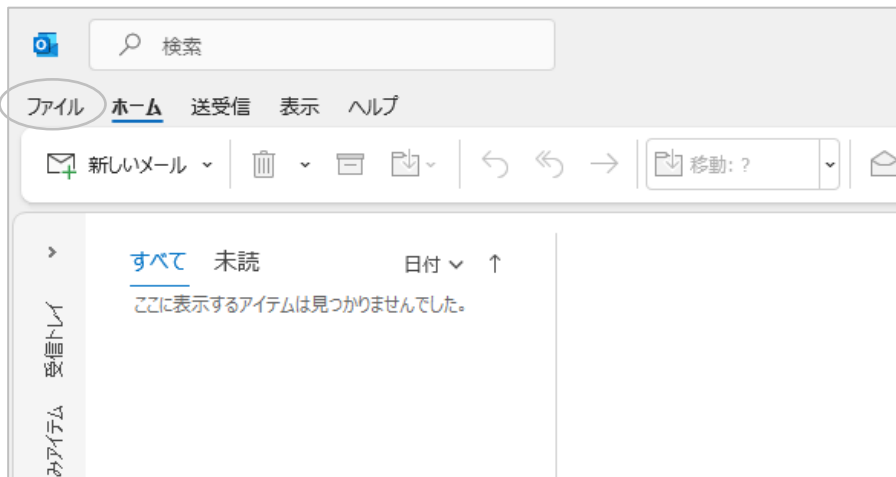 検索
ファイル ホーム 送受信 表示 ヘルプ
新しいメール 移動: ?
すべて 未読 日付
ここに表示するアイテムは見つかりませんでした。
受信トレイ
みアイテム